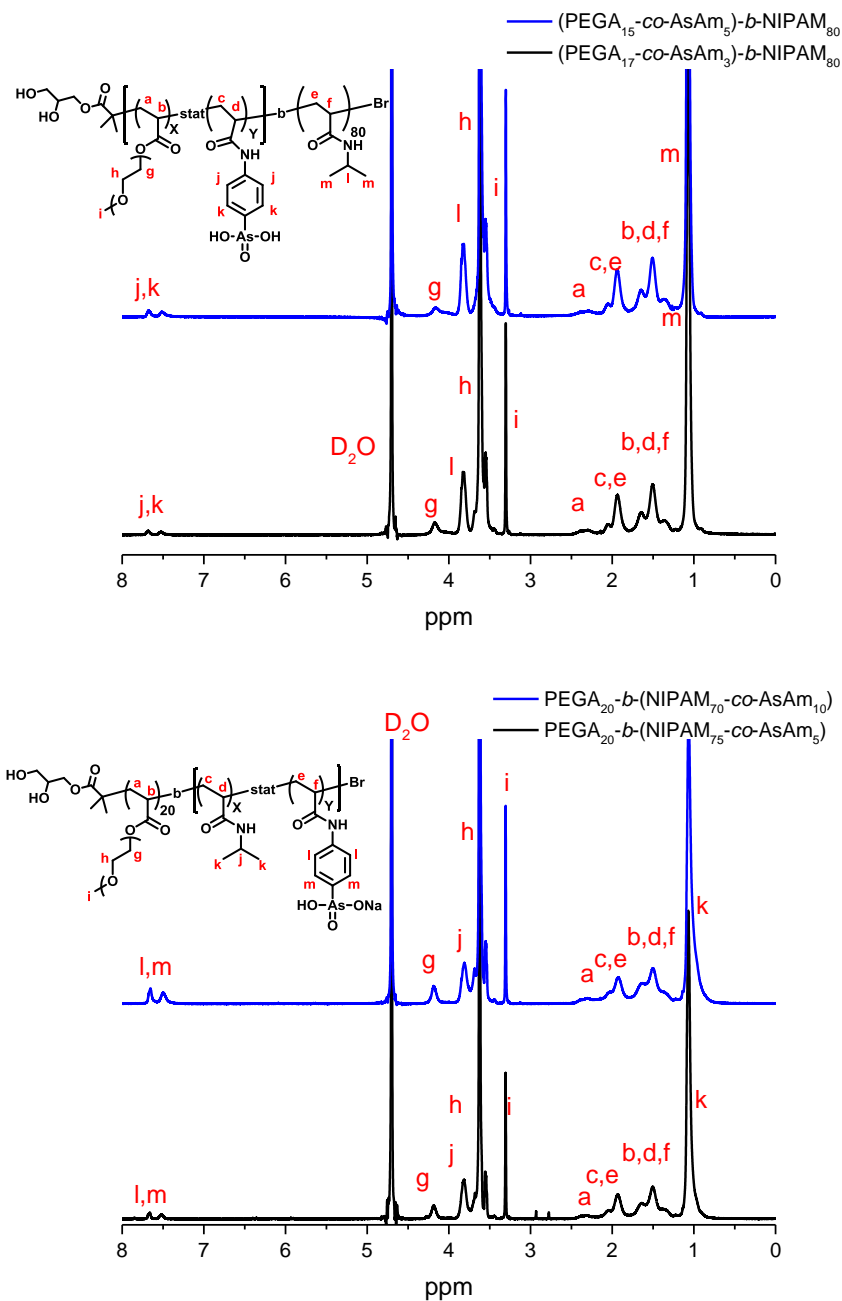 (PEGA15-co-AsAm5)-b-NIPAM80
(PEGA17-co-AsAm3)-b-NIPAM80
HO
OH
O
O
a
b
X
stat
c
d
Y
b
e
f
80
Br
O
O
h
g
O
i
O
NH
j
j
k
k
HO-As-OH
O
O
NH
m
l
m
h
m
i
l
b,d,f
c,e
j,k
g
a
m
h
i
D2O
l
b,d,f
c,e
j,k
g
a
8
7
6
5
4
3
2
1
0
ppm
PEGA20-b-(NIPAM70-co-AsAm10)
PEGA20-b-(NIPAM75-co-AsAm5)
D2O
HO
OH
O
O
a
b
20
b
c
d
X
stat
e
f
Y
Br
O
O
h
g
O
i
O
NH
k
j
k
O
NH
l
l
m
m
HO-As-ONa
O
i
h
k
j
b,d,f
c,e
l,m
g
a
h
i
k
j
b,d,f
c,e
l,m
g
a
8
7
6
5
4
3
2
1
0
ppm